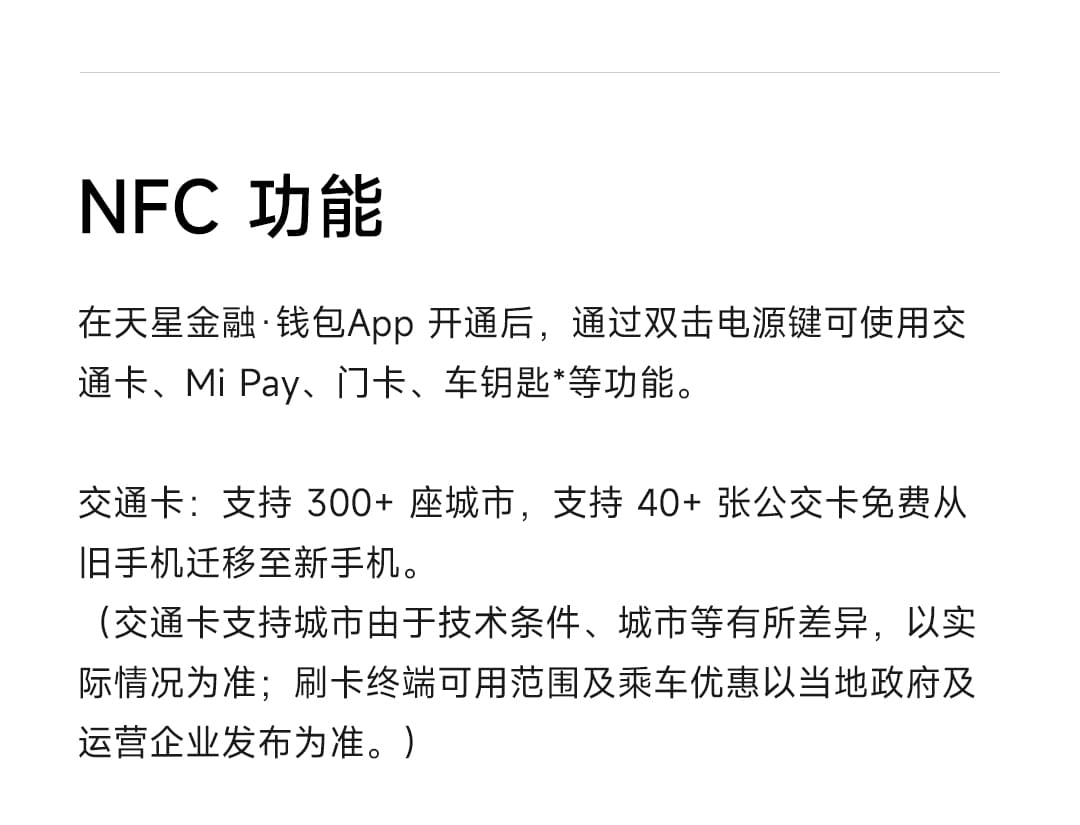 NFC 功能
在天星金融·钱包App 开通后，通过双击电源键可使用交
通卡、Mi Pay、门卡、车钥匙*等功能。
交通卡：支持 300+ 座城市，支持 40+ 张公交卡免费从
旧手机迁移至新手机。
（交通卡支持城市由于技术条件、城市等有所差异，以实
际情况为准；刷卡终端可用范围及乘车优惠以当地政府及
运营企业发布为准。）